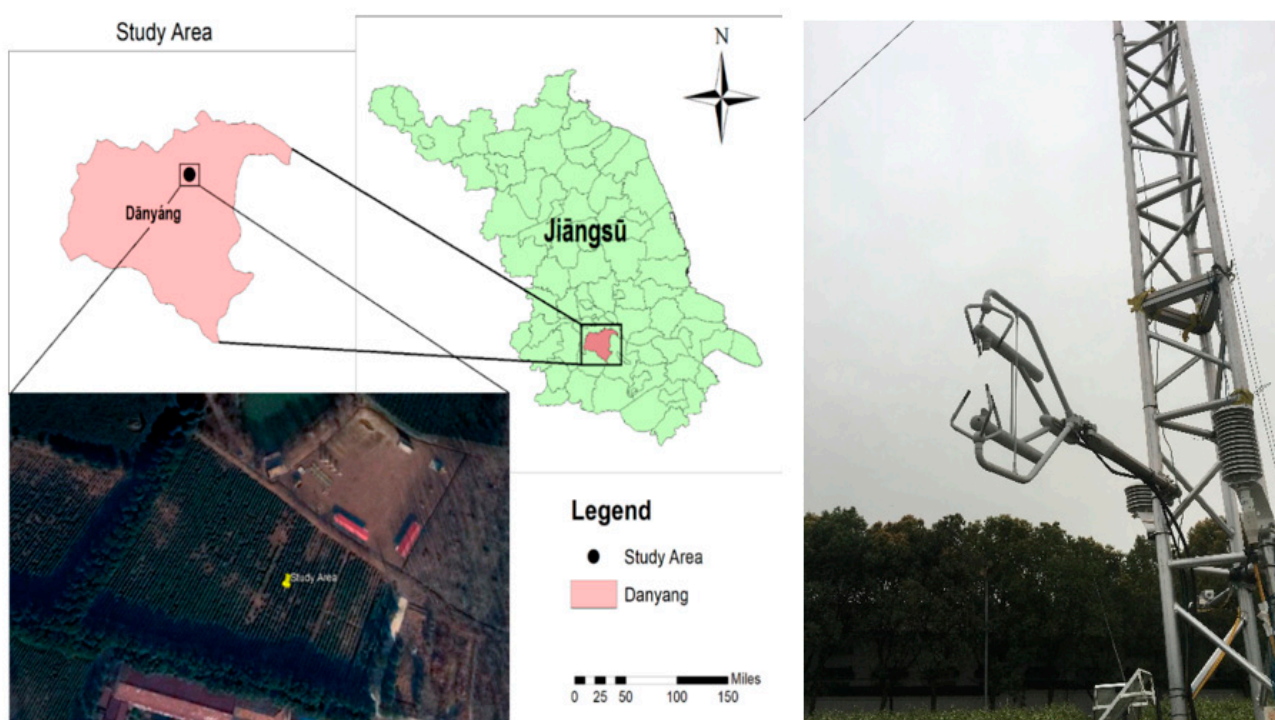 Study Area
N
Dānyáng
Jiāngsū
Study Area
Legend
Study Area
Danyang
Miles
0 25 50 100 150